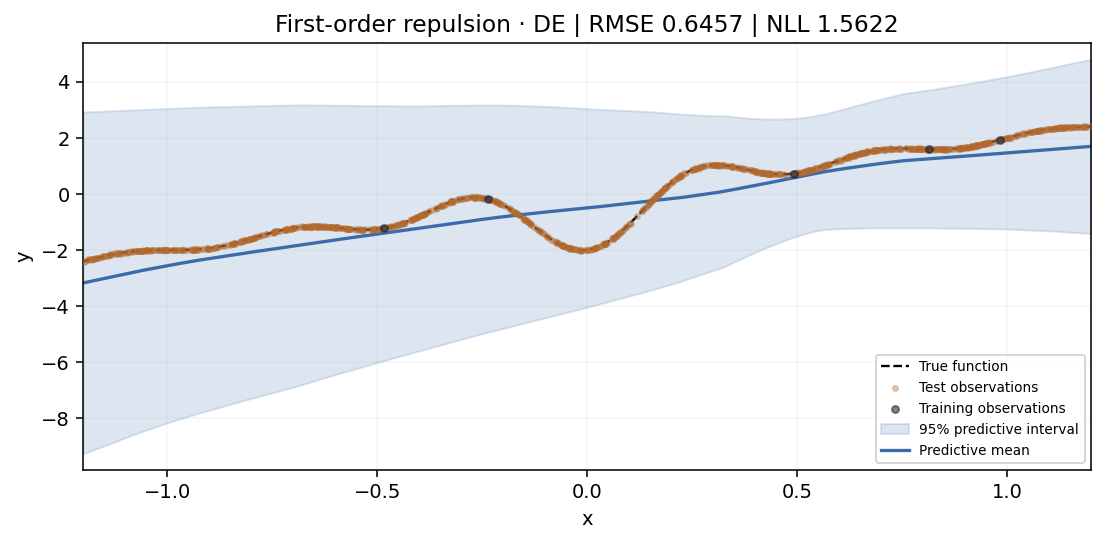 First-order repulsion · DE | RMSE 0.6457 | NLL 1.5622
y
4
2
0
−2
−4
−6
−8
True function
Test observations
Training observations
95% predictive interval
Predictive mean
−1.0 −0.5 0.0 0.5 1.0
x